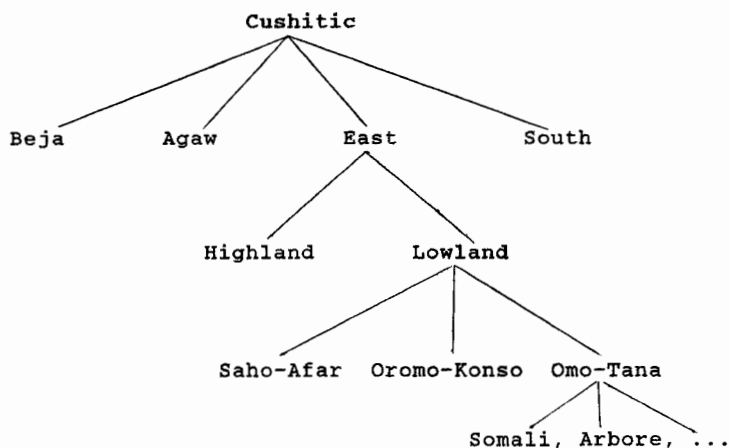 Cushitic
Beja Agaw East South
Highland Lowland
Saho-Afar Oromo-Konso Omo-Tana
Somali, Arbore, ...